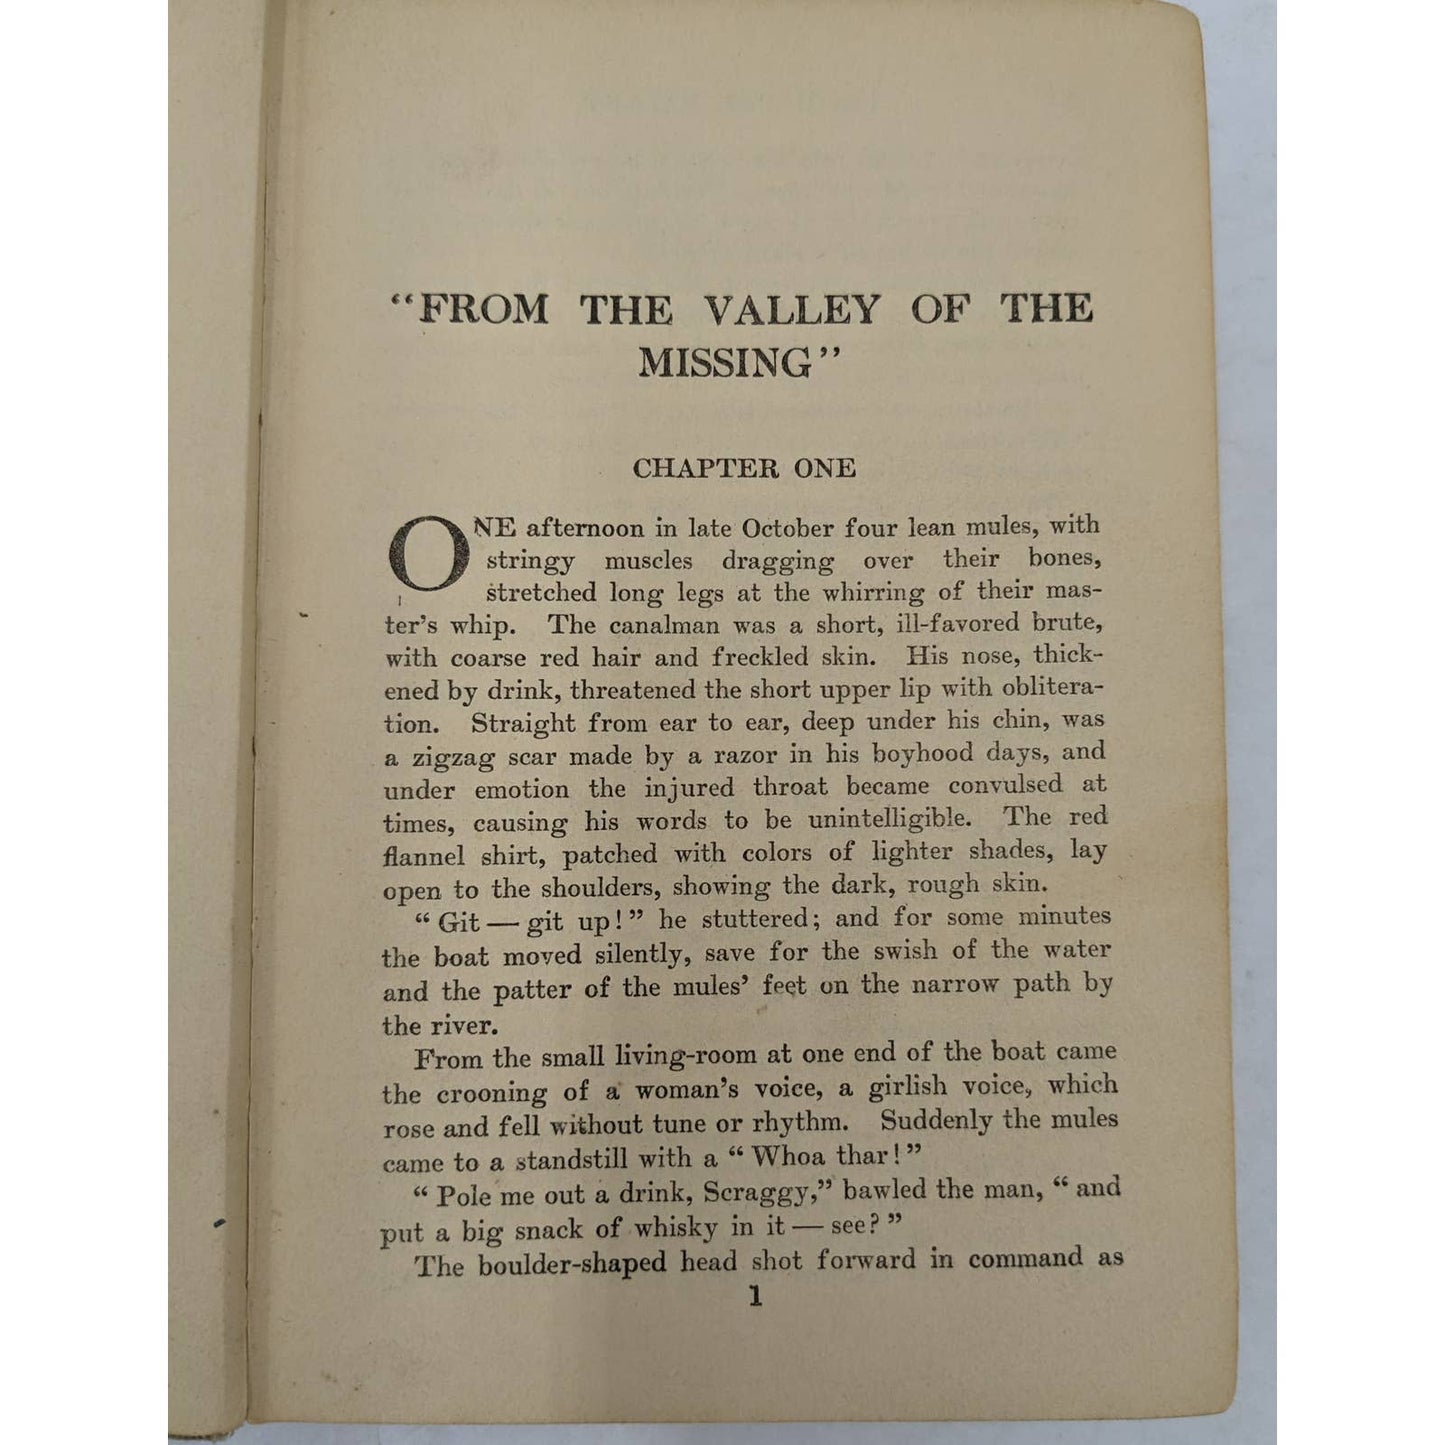 “FROM THE VALLEY OF THE
MISSING”
CHAPTER ONE
ONE afternoon in late October four lean mules, with
stringy muscles dragging over their bones,
stretched long legs at the whirring of their mas-
ter’s whip. The canalman was a short, ill-favored brute,
with coarse red hair and freckled skin. His nose, thick-
ened by drink, threatened the short upper lip with oblitera-
tion. Straight from ear to ear, deep under his chin, was
a zigzag scar made by a razor in his boyhood days, and
under emotion the injured throat became convulsed at
times, causing his words to be unintelligible. The red
flannel shirt, patched with colors of lighter shades, lay
open to the shoulders, showing the dark, rough skin.
“ Git — git up! ” he stuttered; and for some minutes
the boat moved silently, save for the swish of the water
and the patter of the mules’ feet on the narrow path by
the river.
From the small living-room at one end of the boat came
the crooning of a woman’s voice, a girlish voice, which
rose and fell without tune or rhythm. Suddenly the mules
came to a standstill with a “ Whoa thar! ”
“ Pole me out a drink, Scraggy,” bawled the man, “ and
put a big snack of whisky in it — see? ”
The boulder-shaped head shot forward in command as
1